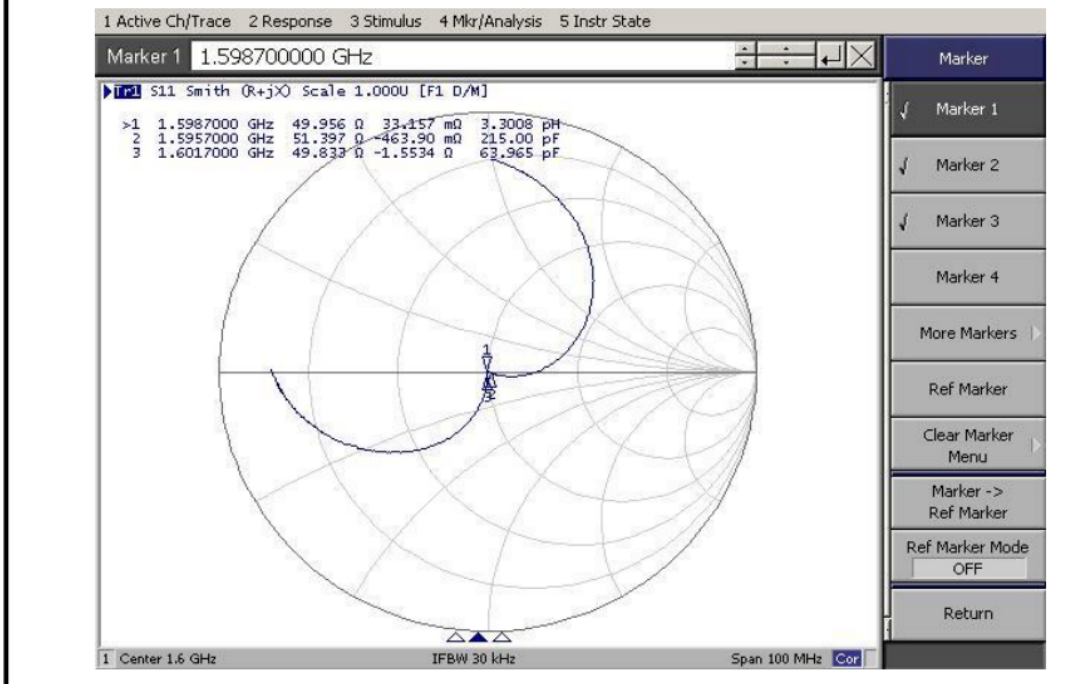 1 Active Ch/Trace 2 Response 3 Stimulus 4 Mkr/Analysis 5 Instr State
Marker 1 1.598700000 GHz
Marker
Tr1 S11 Smith (R+jX) Scale 1.000U [F1 D/M]
>1 1.5987000 GHz 49.956 Ω 33.157 mΩ 3.3008 pH
2 1.5957000 GHz 51.397 Ω -463.90 mΩ 215.00 pF
3 1.6017000 GHz 49.833 Ω -1.5534 Ω 63.965 pF
1
2
3
Marker 1
Marker 2
Marker 3
Marker 4
More Markers
Ref Marker
Clear Marker
Menu
Marker ->
Ref Marker
Ref Marker Mode
OFF
Return
1 Center 1.6 GHz IFBW 30 kHz Span 100 MHz Cor